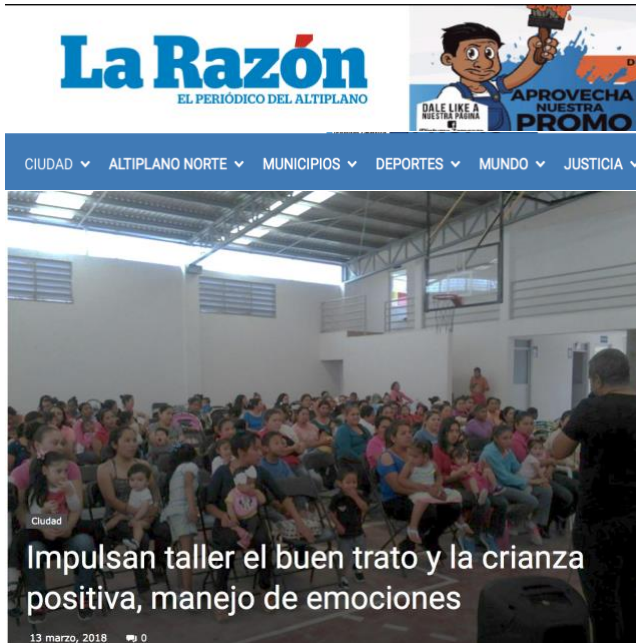 La Razón
EL PERIÓDICO DEL ALTIPLANO
DALE LIKE A
NUESTRA PAGINA
D
APROVECHA
NUESTRA
PROMO
CIUDAD
ALTIPLANO NORTE
MUNICIPIOS
DEPORTES
MUNDO
JUSTICIA
Ciudad
Impulsan taller el buen trato y la crianza
positiva, manejo de emociones
13 marzo, 2018
0